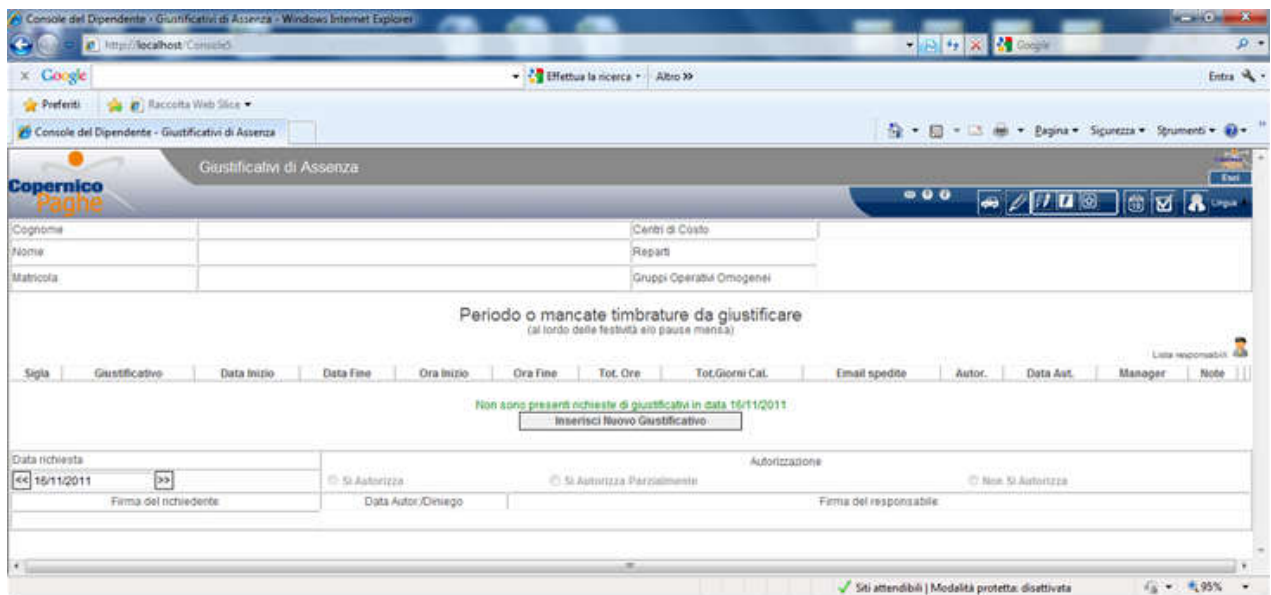 Console del Dipendente - Giustificativi di Assenza - Windows Internet Explorer
http://localhost/Console5
Google
x Google
Effettua la ricerca
Altro »
Entra
Preferiti
Raccolta Web Slice
Console del Dipendente - Giustificativi di Assenza
Pagina
Sicurezza
Strumenti
Giustificativi di Assenza
Esci
Copernico
Paghe
Lingua
Cognome
Centri di Costo
Nome
Reparti
Matricola
Gruppi Operativi Omogenei
Periodo o mancate timbrature da giustificare
(al lordo delle festività e/o pause mensa)
Lista responsabili
Sigla Giustificativo Data Inizio Data Fine Ora Inizio Ora Fine Tot. Ore Tot.Giorni Cal. Email spedite Autor. Data Aut. Manager Note
Non sono presenti richieste di giustificativi in data 16/11/2011
Inserisci Nuovo Giustificativo
Data richiesta
Autorizzazione
<< 16/11/2011 >>
Si Autorizza
Si Autorizza Parzialmente
Non Si Autorizza
Firma del richiedente
Data Autor./Diniego
Firma del responsabile
Siti attendibili | Modalità protetta: disattivata
95%